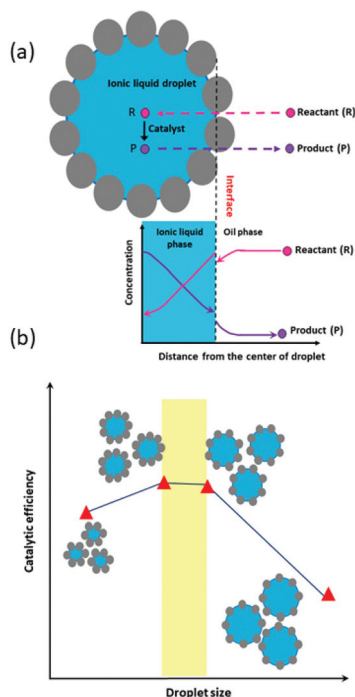 (a)
Ionic liquid droplet
R
Reactant (R)
Catalyst
P
Product (P)
Interface
Ionic liquid
phase
Oil phase
Concentration
Reactant (R)
Product (P)
Distance from the center of droplet
(b)
Catalytic efficiency
Droplet size